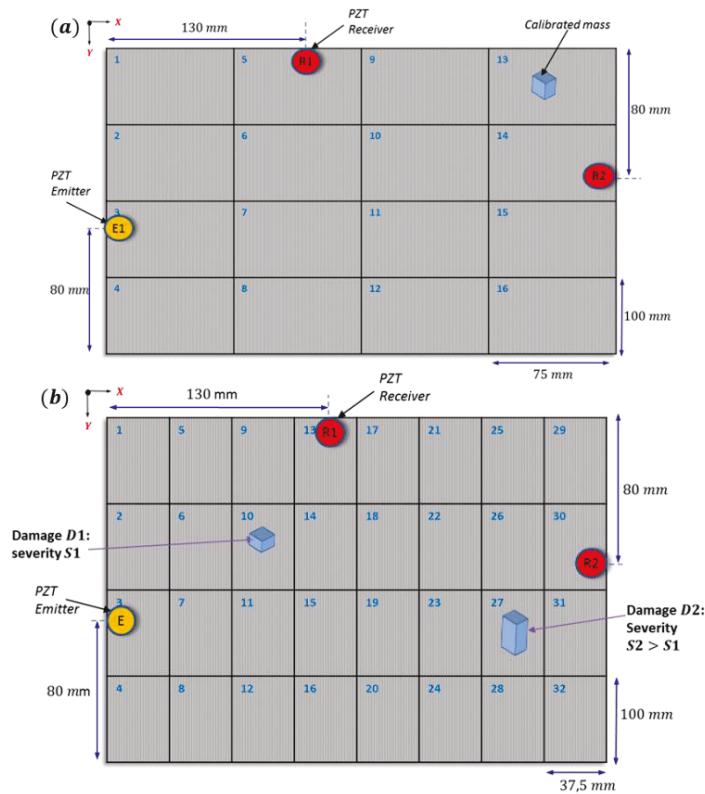 (a)
X
Y
130 mm
PZT
Receiver
Calibrated mass
1
5
R1
9
13
80 mm
2
6
10
14
R2
PZT
Emitter
3
E1
7
11
15
80 mm
4
8
12
16
100 mm
75 mm
(b)
X
Y
130 mm
PZT
Receiver
1
5
9
13
R1
17
21
25
29
80 mm
Damage D1:
severity S1
2
6
10
14
18
22
26
30
R2
PZT
Emitter
3
E
7
11
15
19
23
27
31
Damage D2:
Severity
S2 > S1
80 mm
4
8
12
16
20
24
28
32
100 mm
37,5 mm